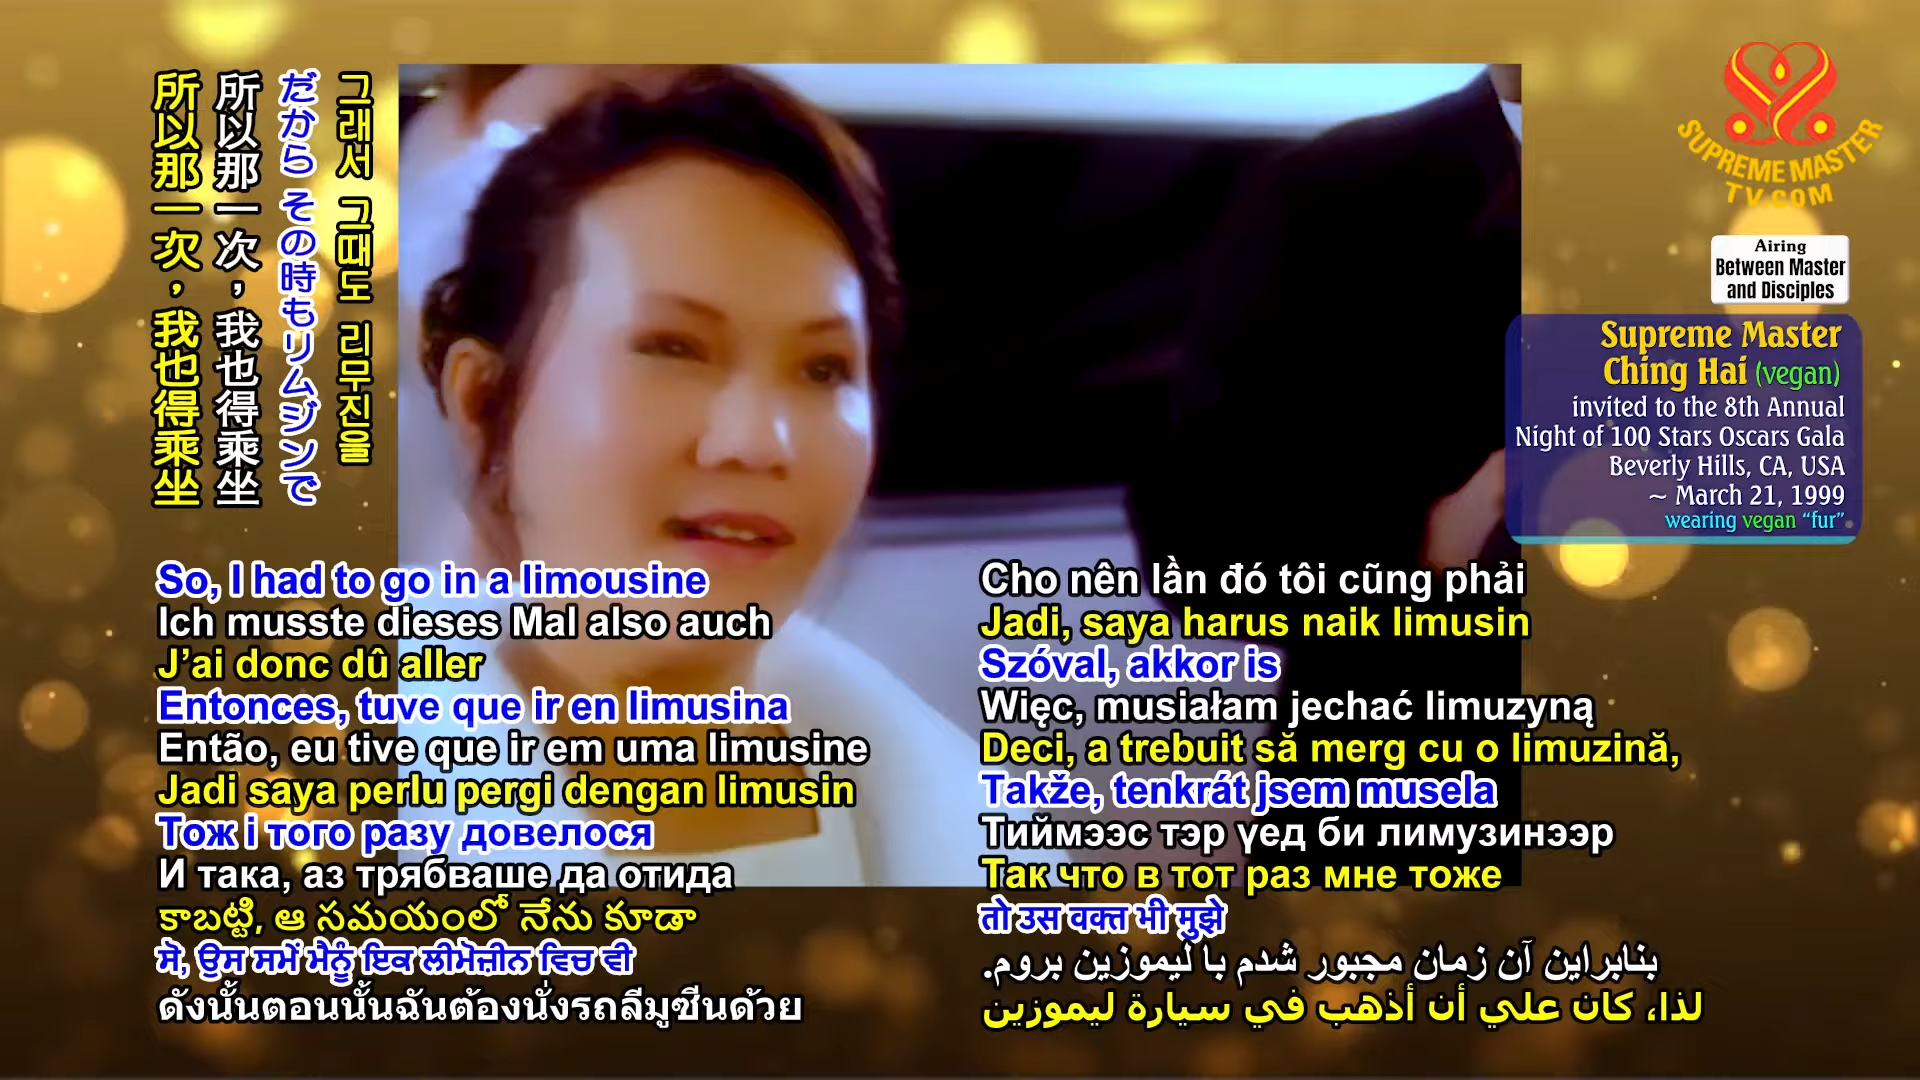 所以那一次，我也得乘坐
所以那一次，我也得乘坐
だから その時もリムジンで
그래서 그때도 리무진을
SUPREME MASTER
TV.COM
Airing
Between Master
and Disciples
Supreme Master
Ching Hai (vegan)
invited to the 8th Annual
Night of 100 Stars Oscars Gala
Beverly Hills, CA, USA
~ March 21, 1999
wearing vegan “fur”
So, I had to go in a limousine
Ich musste dieses Mal also auch
J’ai donc dû aller
Entonces, tuve que ir en limusina
Então, eu tive que ir em uma limusine
Jadi saya perlu pergi dengan limusin
Тож і того разу довелося
И така, аз трябваше да отида
కాబట్టి, ఆ సమయంలో నేను కూడా
ਸੋ, ਉਸ ਸਮੇਂ ਮੈਨੂੰ ਇਕ ਲੀਮੋਜ਼ੀਨ ਵਿਚ ਵੀ
ดังนั้นตอนนั้นฉันต้องนั่งรถลีมูซีนด้วย
Cho nên lần đó tôi cũng phải
Jadi, saya harus naik limusin
Szóval, akkor is
Więc, musiałam jechać limuzyną
Deci, a trebuit să merg cu o limuzină,
Takže, tenkrát jsem musela
Тиймээс тэр үед би лимузинээр
Так что в тот раз мне тоже
तो उस वक्त भी मुझे
بنابراین آن زمان مجبور شدم با لیموزین بروم.
لذا، كان علي أن أذهب في سيارة ليموزين